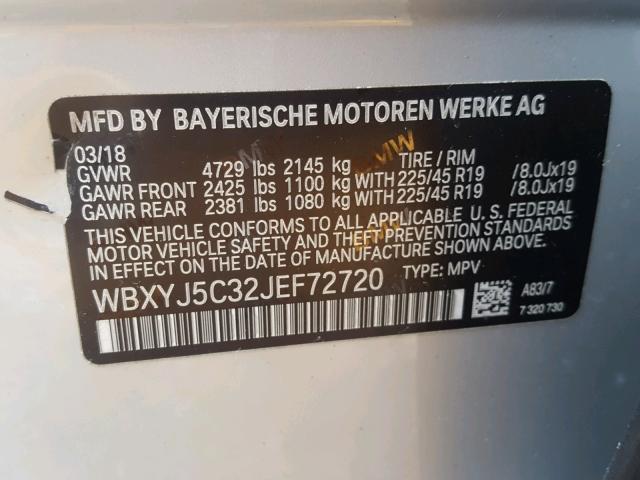 MFD BY BAYERISCHE MOTOREN WERKE AG
03/18
GVWR 4729 lbs 2145 kg TIRE / RIM
GAWR FRONT 2425 lbs 1100 kg WITH 225/45 R19 /8.0Jx19
GAWR REAR 2381 lbs 1080 kg WITH 225/45 R19 /8.0Jx19
THIS VEHICLE CONFORMS TO ALL APPLICABLE U. S. FEDERAL
MOTOR VEHICLE SAFETY AND THEFT PREVENTION STANDARDS
IN EFFECT ON THE DATE OF MANUFACTURE SHOWN ABOVE.
WBXYJ5C32JEF72720 TYPE: MPV
A83/7
7 320 730
BMW
BMW